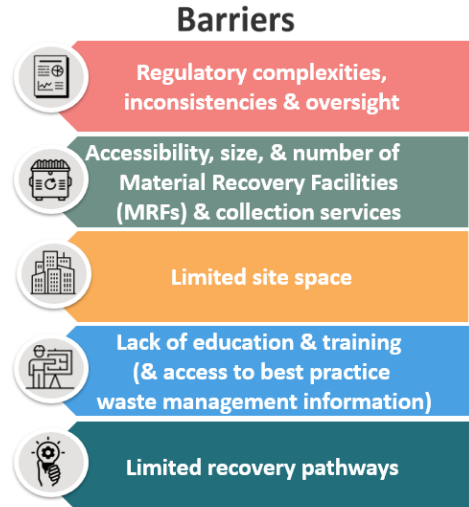 Barriers
Regulatory complexities,
inconsistencies & oversight
Accessibility, size, & number of
Material Recovery Facilities
(MRFs) & collection services
Limited site space
Lack of education & training
(& access to best practice
waste management information)
Limited recovery pathways